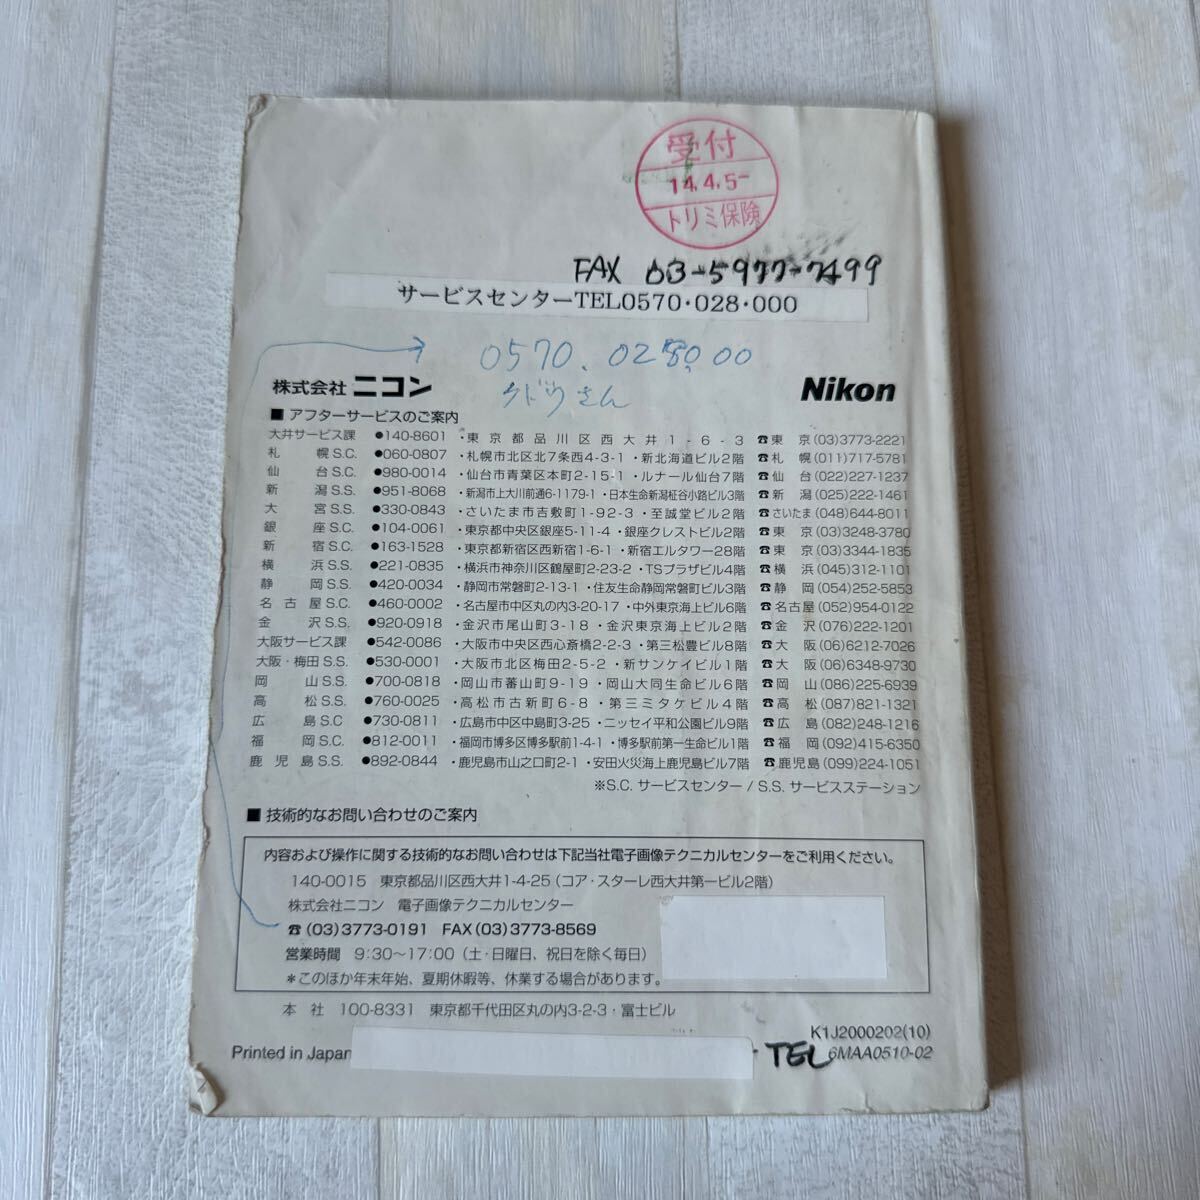 受付
14.4.5-
トリミ保険
FAX 03-5977-7499
サービスセンターTEL0570・028・000
0570.028000
クドウさん
株式会社 ニコン Nikon
■ アフターサービスのご案内
大井サービス課 ●140-8601 ・東京都品川区西大井1-6-3 ☎東京(03)3773-2221
札幌S.C. ●060-0807 ・札幌市北区北7条西4-3-1・新北海道ビル2階 ☎札幌(011)717-5781
仙台S.C. ●980-0014 ・仙台市青葉区本町2-15-1・ルナール仙台7階 ☎仙台(022)227-1237
新潟S.S. ●951-8068 ・新潟市上大川前通6-1179-1・日本生命新潟柾谷小路ビル3階 ☎新潟(025)222-1461
大宮S.S. ●330-0843 ・さいたま市吉敷町1-92-3・至誠堂ビル2階 ☎さいたま(048)644-8011
銀座S.C. ●104-0061 ・東京都中央区銀座5-11-4・銀座クレストビル2階 ☎東京(03)3248-3780
新宿S.C. ●163-1528 ・東京都新宿区西新宿1-6-1・新宿エルタワー28階 ☎東京(03)3344-1835
横浜S.S. ●221-0835 ・横浜市神奈川区鶴屋町2-23-2・TSプラザビル4階 ☎横浜(045)312-1101
静岡S.S. ●420-0034 ・静岡市常磐町2-13-1・住友生命静岡常磐町ビル3階 ☎静岡(054)252-5853
名古屋S.C. ●460-0002 ・名古屋市中区丸の内3-20-17・中外東京海上ビル6階 ☎名古屋(052)954-0122
金沢S.S. ●920-0918 ・金沢市尾山町3-18・金沢東京海上ビル2階 ☎金沢(076)222-1201
大阪サービス課 ●542-0086 ・大阪市中央区西心斎橋2-2-3・第三松豊ビル8階 ☎大阪(06)6212-7026
大阪・梅田S.S. ●530-0001 ・大阪市北区梅田2-5-2・新サンケイビル1階 ☎大阪(06)6348-9730
岡山S.S. ●700-0818 ・岡山市蕃山町9-19・岡山大同生命ビル6階 ☎岡山(086)225-6939
高松S.S. ●760-0025 ・高松市古新町6-8・第三ミタケビル4階 ☎高松(087)821-1321
広島S.C ●730-0811 ・広島市中区中島町3-25・ニッセイ平和公園ビル9階 ☎広島(082)248-1216
福岡S.C. ●812-0011 ・福岡市博多区博多駅前1-4-1・博多駅前第一生命ビル1階 ☎福岡(092)415-6350
鹿児島S.S. ●892-0844 ・鹿児島市山之口町2-1・安田火災海上鹿児島ビル7階 ☎鹿児島(099)224-1051
※S.C. サービスセンター / S.S. サービスステーション
■ 技術的なお問い合わせのご案内
内容および操作に関する技術的なお問い合わせは下記当社電子画像テクニカルセンターをご利用ください。
140-0015 東京都品川区西大井1-4-25 (コア・スターレ西大井第一ビル2階)
株式会社ニコン 電子画像テクニカルセンター
☎(03)3773-0191 FAX(03)3773-8569
営業時間 9:30～17:00 (土・日曜日、祝日を除く毎日)
＊このほか年末年始、夏期休暇等、休業する場合があります。
本社 100-8331 東京都千代田区丸の内3-2-3・富士ビル
K1J2000202(10)
Printed in Japan TEL 6MAA0510-02